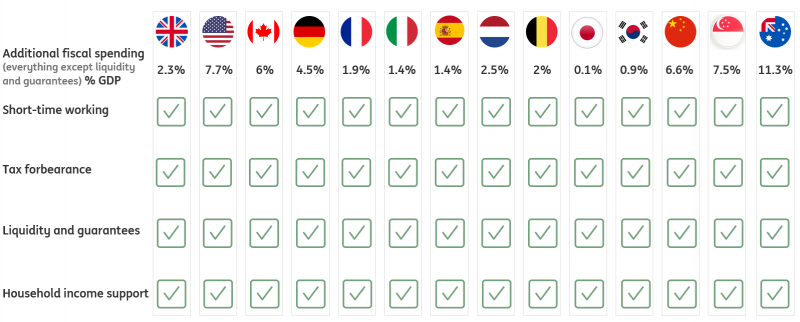 Additional fiscal spending
(everything except liquidity
and guarantees) % GDP
2.3% 7.7% 6% 4.5% 1.9% 1.4% 1.4% 2.5% 2% 0.1% 0.9% 6.6% 7.5% 11.3%
Short-time working
Tax forbearance
Liquidity and guarantees
Household income support